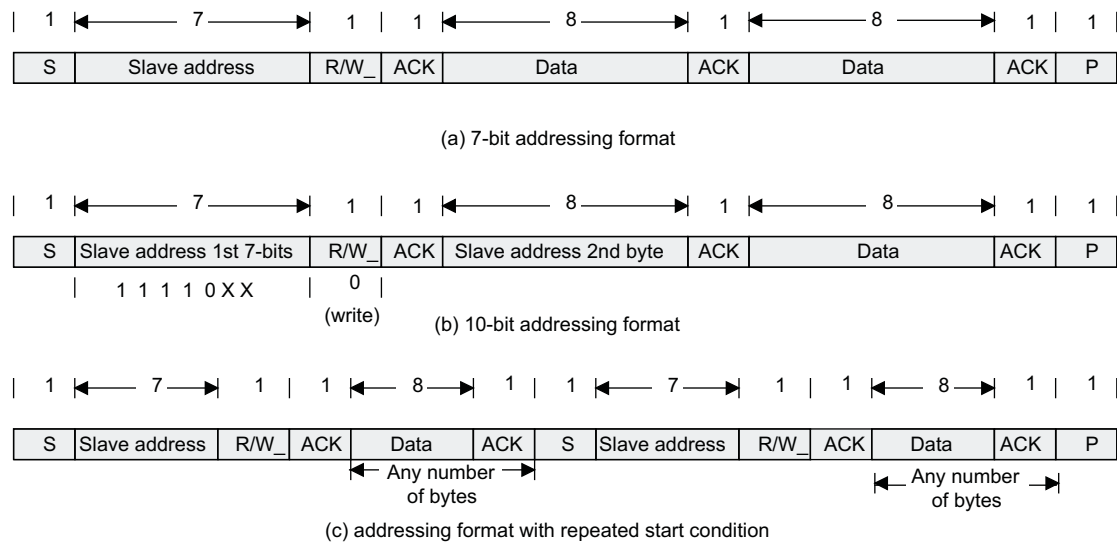 1 7 1 1 8 1 8 1 1
S Slave address R/W_ ACK Data ACK Data ACK P
(a) 7-bit addressing format
1 7 1 1 8 1 8 1 1
S Slave address 1st 7-bits R/W_ ACK Slave address 2nd byte ACK Data ACK P
1 1 1 1 0 X X 0
(write)
(b) 10-bit addressing format
1 7 1 1 8 1 1 7 1 1 8 1 1
S Slave address R/W_ ACK Data ACK S Slave address R/W_ ACK Data ACK P
Any number Any number
of bytes of bytes
(c) addressing format with repeated start condition